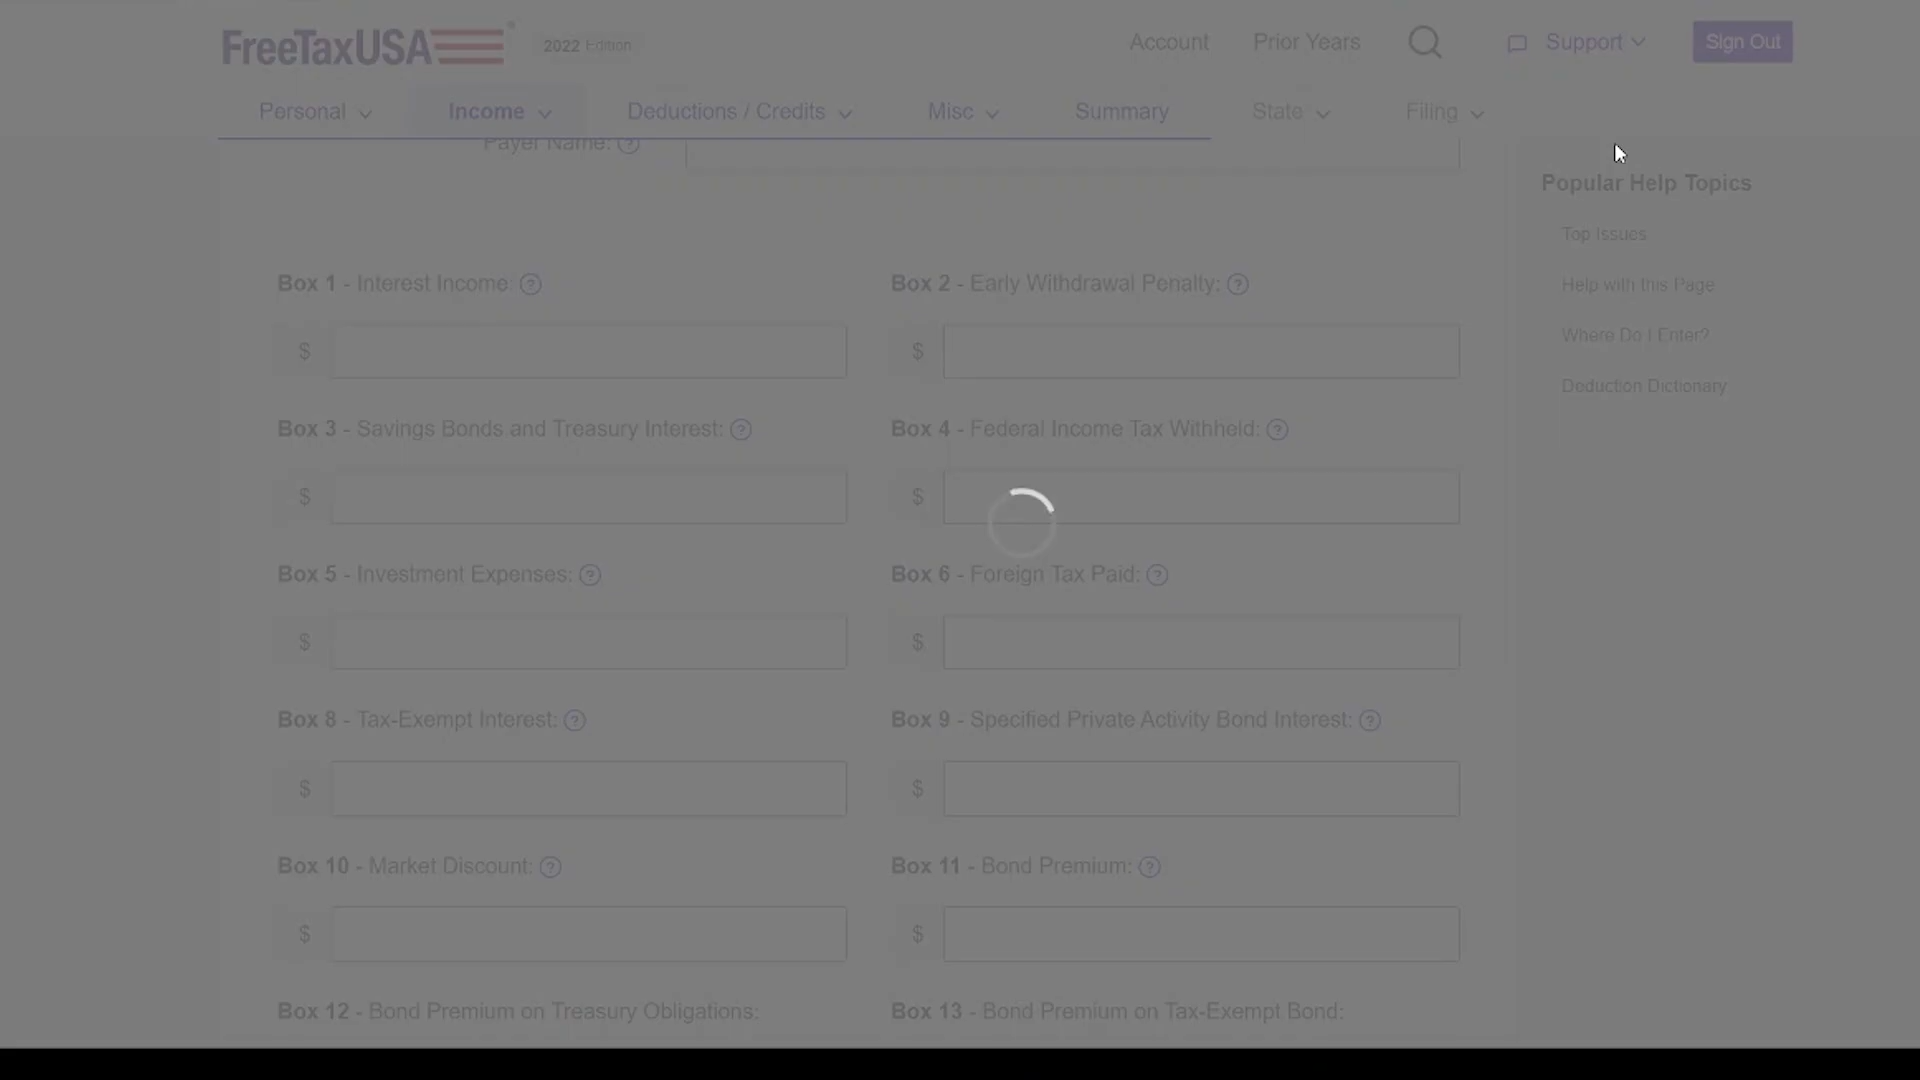 FreeTaxUSA® 2022 Edition Account Prior Years Support Sign Out
Personal Income Deductions / Credits Misc Summary State Filing
Payer Name: ?
Popular Help Topics
Top Issues
Help with this Page
Where Do I Enter?
Deduction Dictionary
Box 1 - Interest Income: ? Box 2 - Early Withdrawal Penalty: ?
$ $
Box 3 - Savings Bonds and Treasury Interest: ? Box 4 - Federal Income Tax Withheld: ?
$ $
Box 5 - Investment Expenses: ? Box 6 - Foreign Tax Paid: ?
$ $
Box 8 - Tax-Exempt Interest: ? Box 9 - Specified Private Activity Bond Interest: ?
$ $
Box 10 - Market Discount: ? Box 11 - Bond Premium: ?
$ $
Box 12 - Bond Premium on Treasury Obligations: Box 13 - Bond Premium on Tax-Exempt Bond: